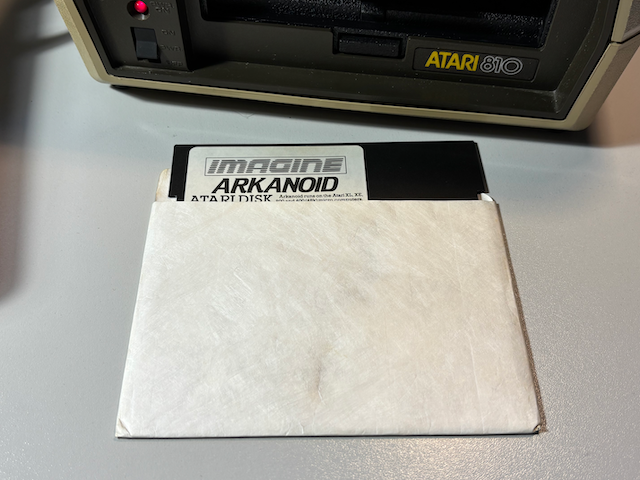 ATARI 810
IMAGINE
ARKANOID
ATARI DISK Arkanoid runs on the Atari XL, XE,